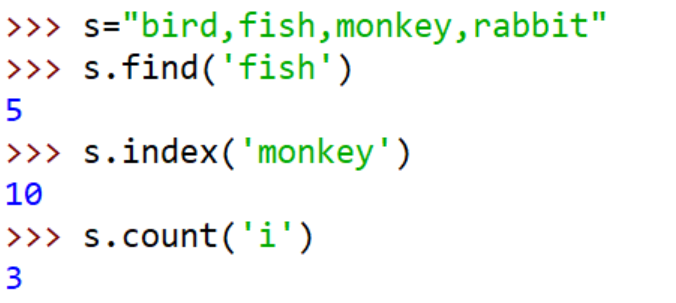 >>> s="bird,fish,monkey,rabbit"
>>> s.find('fish')
5
>>> s.index('monkey')
10
>>> s.count('i')
3